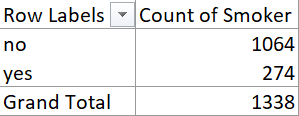 Row Labels Count of Smoker
no 1064
yes 274
Grand Total 1338